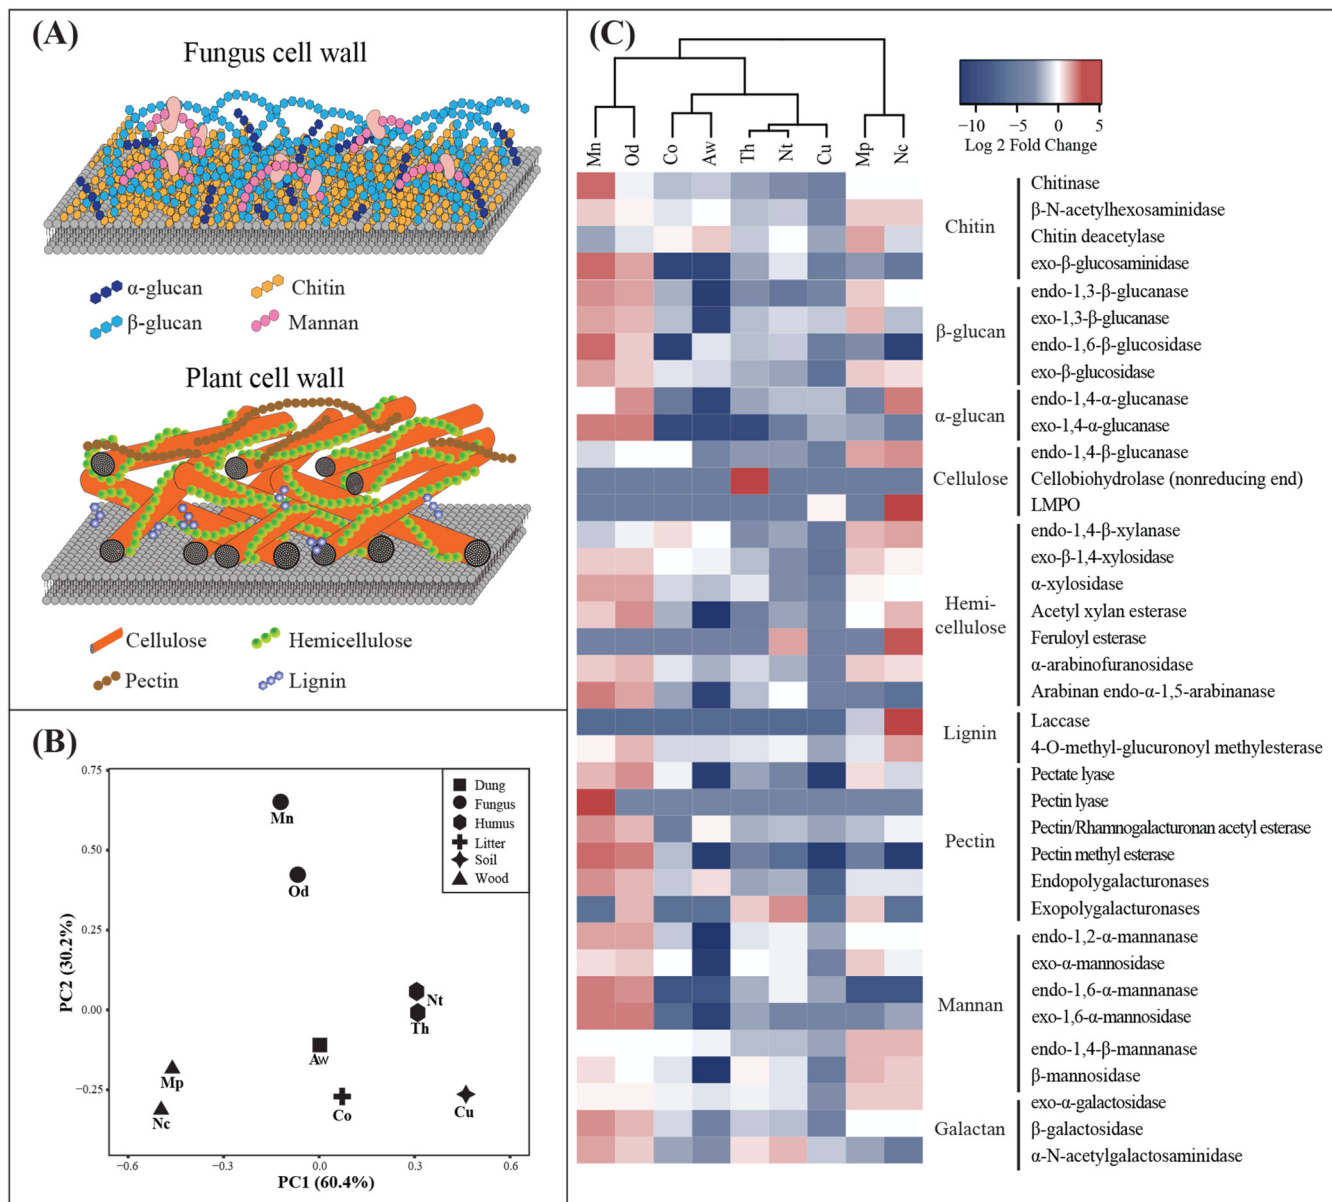 (A)
Fungus cell wall
α-glucan
Chitin
β-glucan
Mannan
Plant cell wall
Cellulose
Hemicellulose
Pectin
Lignin
(B)
0.75
0.50
0.25
0.00
−0.25
−0.6
−0.3
0.0
0.3
0.6
PC2 (30.2%)
PC1 (60.4%)
Mn
Od
Nt
Th
Aw
Co
Cu
Mp
Nc
Dung
Fungus
Humus
Litter
Soil
Wood
(C)
−10 −5 0 5
Log 2 Fold Change
Mn Od Co Aw Th Nt Cu Mp Nc
Chitin
Chitinase
β-N-acetylhexosaminidase
Chitin deacetylase
exo-β-glucosaminidase
β-glucan
endo-1,3-β-glucanase
exo-1,3-β-glucanase
endo-1,6-β-glucosidase
exo-β-glucosidase
α-glucan
endo-1,4-α-glucanase
exo-1,4-α-glucanase
Cellulose
endo-1,4-β-glucanase
Cellobiohydrolase (nonreducing end)
LMPO
Hemi-
cellulose
endo-1,4-β-xylanase
exo-β-1,4-xylosidase
α-xylosidase
Acetyl xylan esterase
Feruloyl esterase
α-arabinofuranosidase
Arabinan endo-α-1,5-arabinanase
Lignin
Laccase
4-O-methyl-glucuronoyl methylesterase
Pectin
Pectate lyase
Pectin lyase
Pectin/Rhamnogalacturonan acetyl esterase
Pectin methyl esterase
Endopolygalacturonases
Exopolygalacturonases
Mannan
endo-1,2-α-mannanase
exo-α-mannosidase
endo-1,6-α-mannanase
exo-1,6-α-mannosidase
endo-1,4-β-mannanase
β-mannosidase
Galactan
exo-α-galactosidase
β-galactosidase
α-N-acetylgalactosaminidase